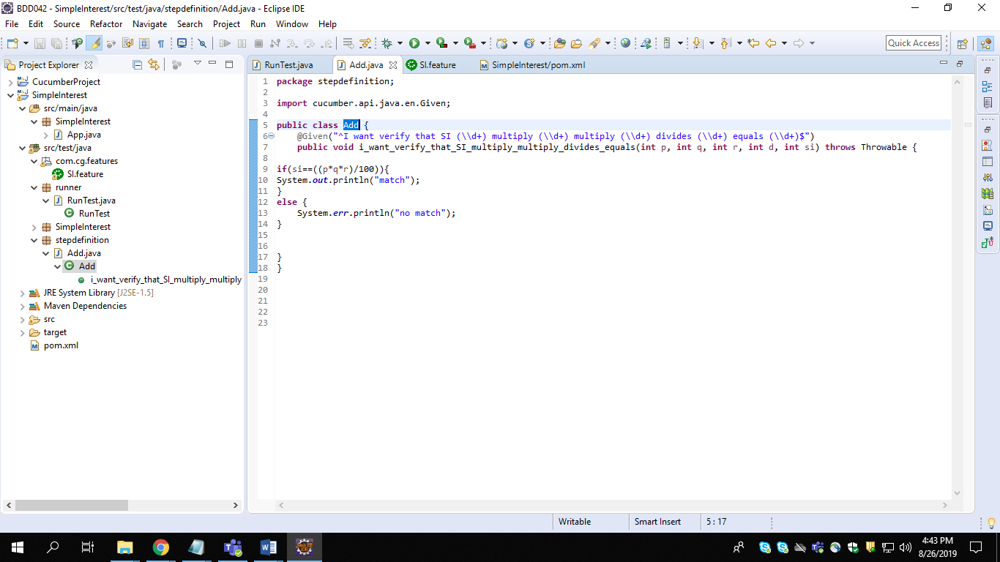 BDD042 - SimpleInterest/src/test/java/stepdefinition/Add.java - Eclipse IDE
File Edit Source Refactor Navigate Search Project Run Window Help
Quick Access
Project Explorer
CucumberProject
SimpleInterest
src/main/java
SimpleInterest
App.java
src/test/java
com.cg.features
SI.feature
runner
RunTest.java
RunTest
SimpleInterest
stepdefinition
Add.java
Add
i_want_verify_that_SI_multiply_multiply
JRE System Library [J2SE-1.5]
Maven Dependencies
src
target
pom.xml
RunTest.java Add.java SI.feature SimpleInterest/pom.xml
1 package stepdefinition;
2
3 import cucumber.api.java.en.Given;
4
5 public class Add {
6 @Given("^I want verify that SI (\\d+) multiply (\\d+) multiply (\\d+) divides (\\d+) equals (\\d+)$")
7 public void i_want_verify_that_SI_multiply_multiply_divides_equals(int p, int q, int r, int d, int si) throws Throwable {
8
9 if(si==((p*q*r)/100)){
10 System.out.println("match");
11 }
12 else {
13 System.err.println("no match");
14 }
15
16
17 }
18 }
19
20
21
22
23
Writable Smart Insert 5 : 17
4:43 PM
8/26/2019